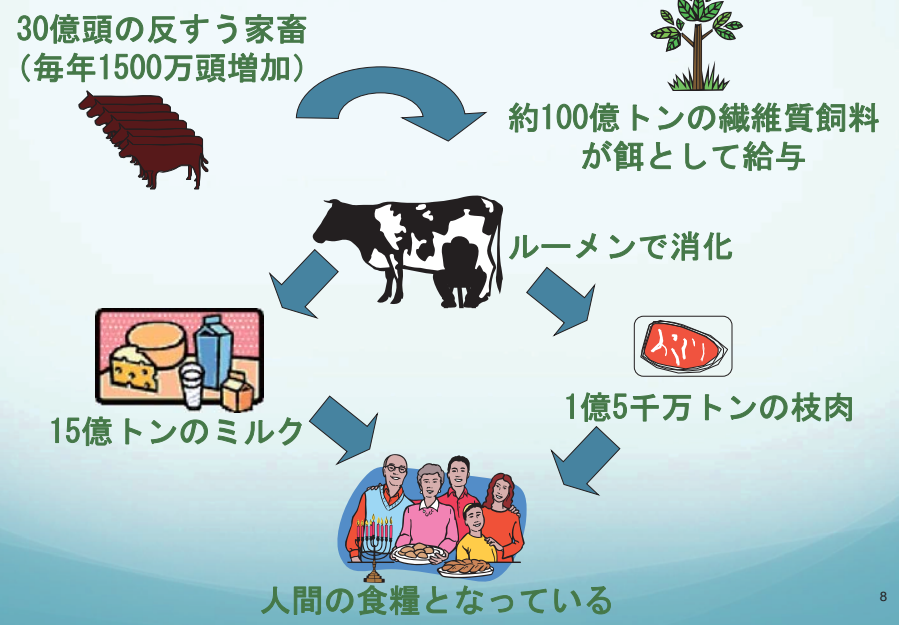 30億頭の反すう家畜
（毎年1500万頭増加）
約100億トンの繊維質飼料
が餌として給与
ルーメンで消化
15億トンのミルク
1億5千万トンの枝肉
人間の食糧となっている
8